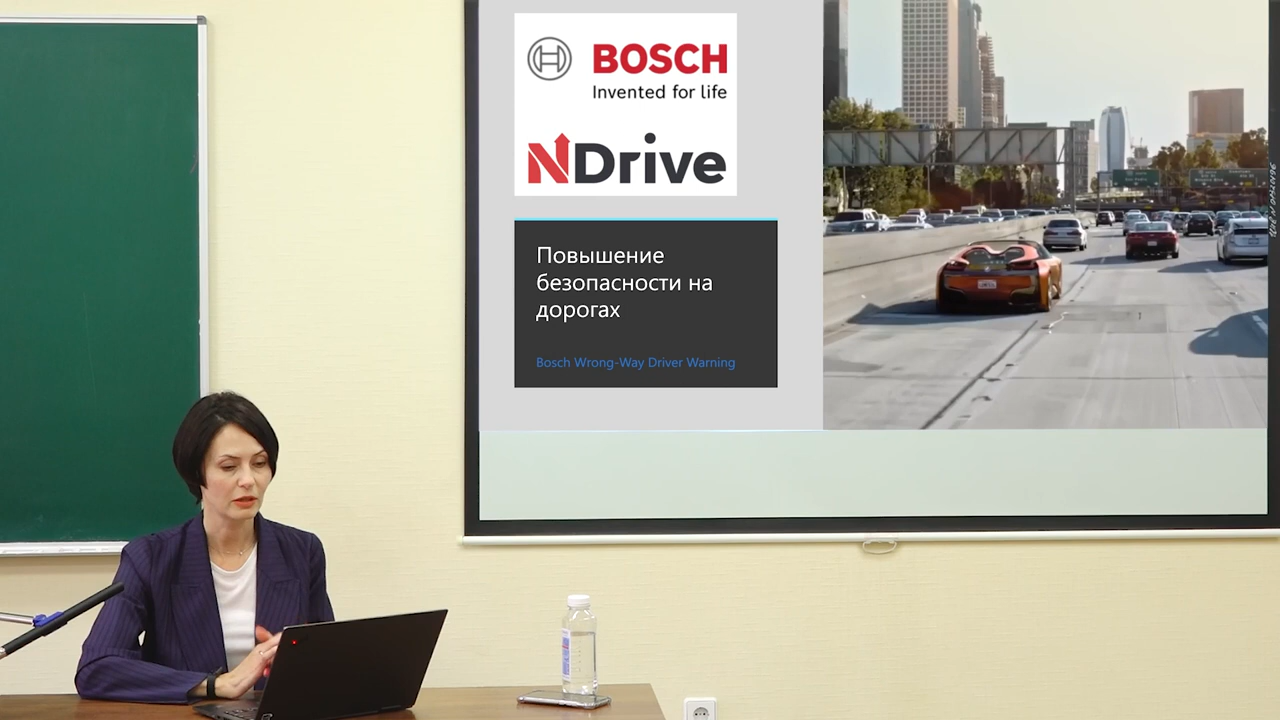 BOSCH
Invented for life
NDrive
Повышение
безопасности на
дорогах
Bosch Wrong-Way Driver Warning